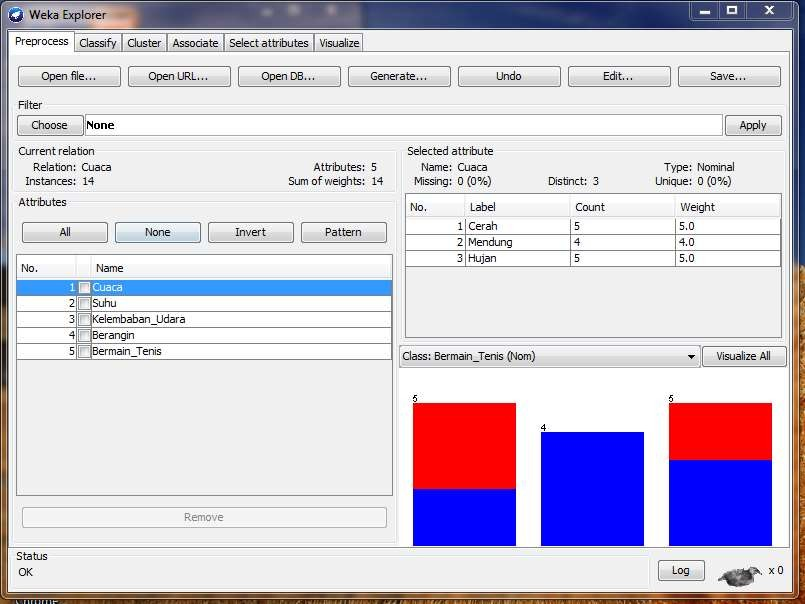 Weka Explorer
Preprocess Classify Cluster Associate Select attributes Visualize
Open file... Open URL... Open DB... Generate... Undo Edit... Save...
Filter
Choose None Apply
Current relation
Relation: Cuaca Attributes: 5
Instances: 14 Sum of weights: 14
Selected attribute
Name: Cuaca Type: Nominal
Missing: 0 (0%) Distinct: 3 Unique: 0 (0%)
Attributes
All None Invert Pattern
No. Name
1 Cuaca
2 Suhu
3 Kelembaban_Udara
4 Berangin
5 Bermain_Tenis
Remove
No. Label Count Weight
1 Cerah 5 5.0
2 Mendung 4 4.0
3 Hujan 5 5.0
Class: Bermain_Tenis (Nom) Visualize All
5 4 5
Status
OK
Log x 0
Chrome